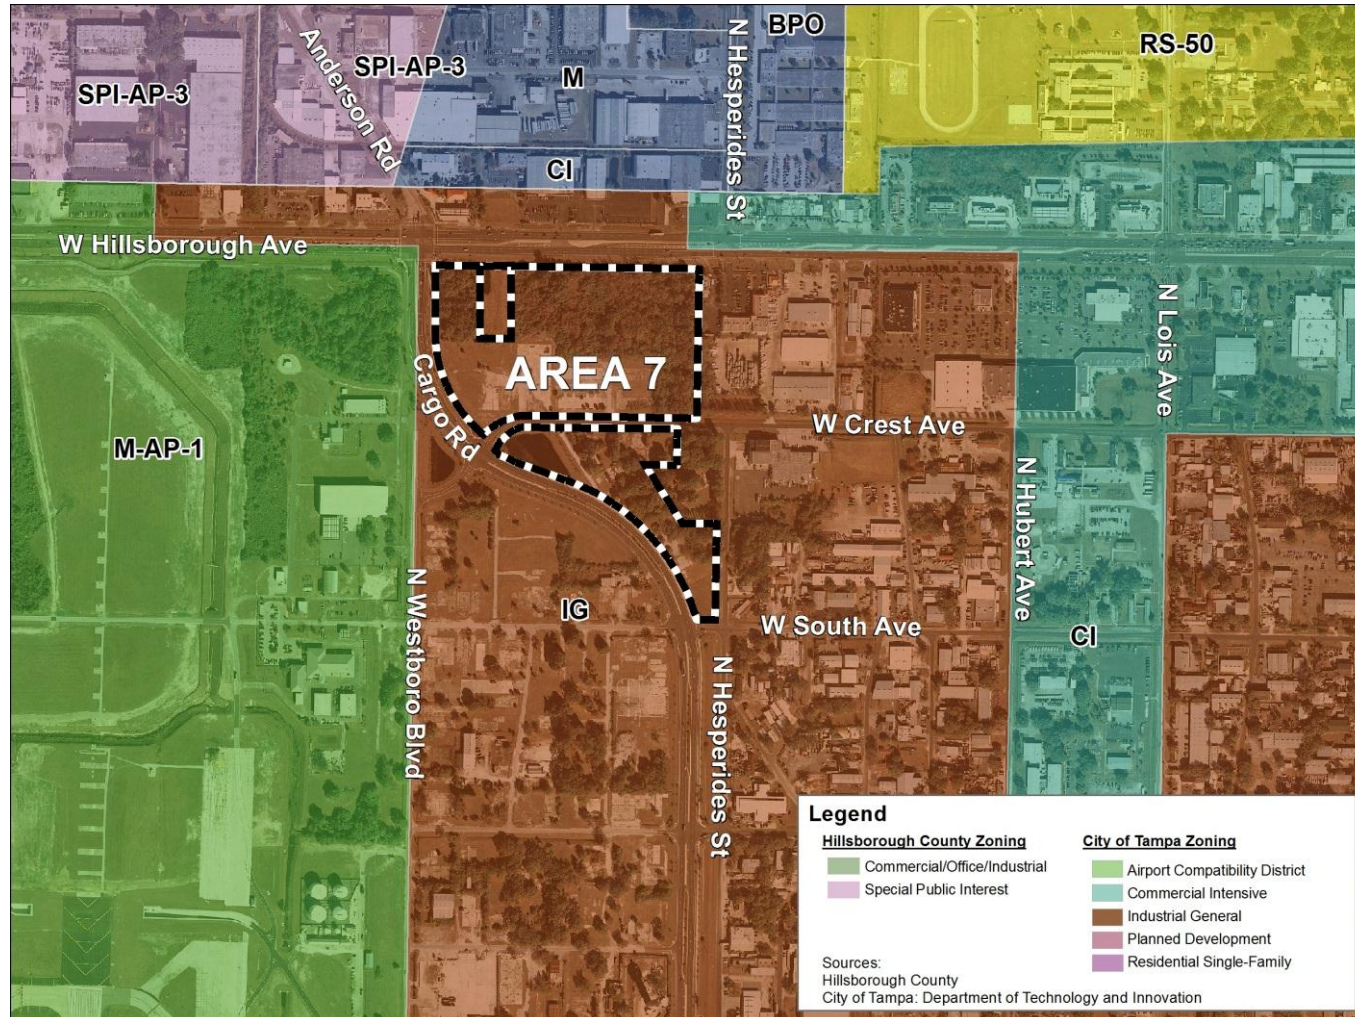 BPO
RS-50
SPI-AP-3
SPI-AP-3
M
Anderson Rd
N Hesperides St
CI
W Hillsborough Ave
N Lois Ave
AREA 7
Cargo Rd
W Crest Ave
M-AP-1
N Hubert Ave
N Westboro Blvd
IG
W South Ave
CI
N Hesperides St
Legend
Hillsborough County Zoning
Commercial/Office/Industrial
Special Public Interest
City of Tampa Zoning
Airport Compatibility District
Commercial Intensive
Industrial General
Planned Development
Residential Single-Family
Sources:
Hillsborough County
City of Tampa: Department of Technology and Innovation